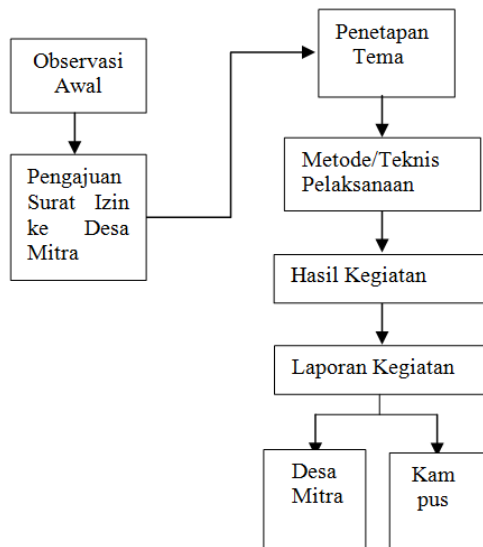 Observasi
Awal
Pengajuan
Surat Izin
ke Desa
Mitra
Penetapan
Tema
Metode/Teknis
Pelaksanaan
Hasil Kegiatan
Laporan Kegiatan
Desa
Mitra
Kam
pus